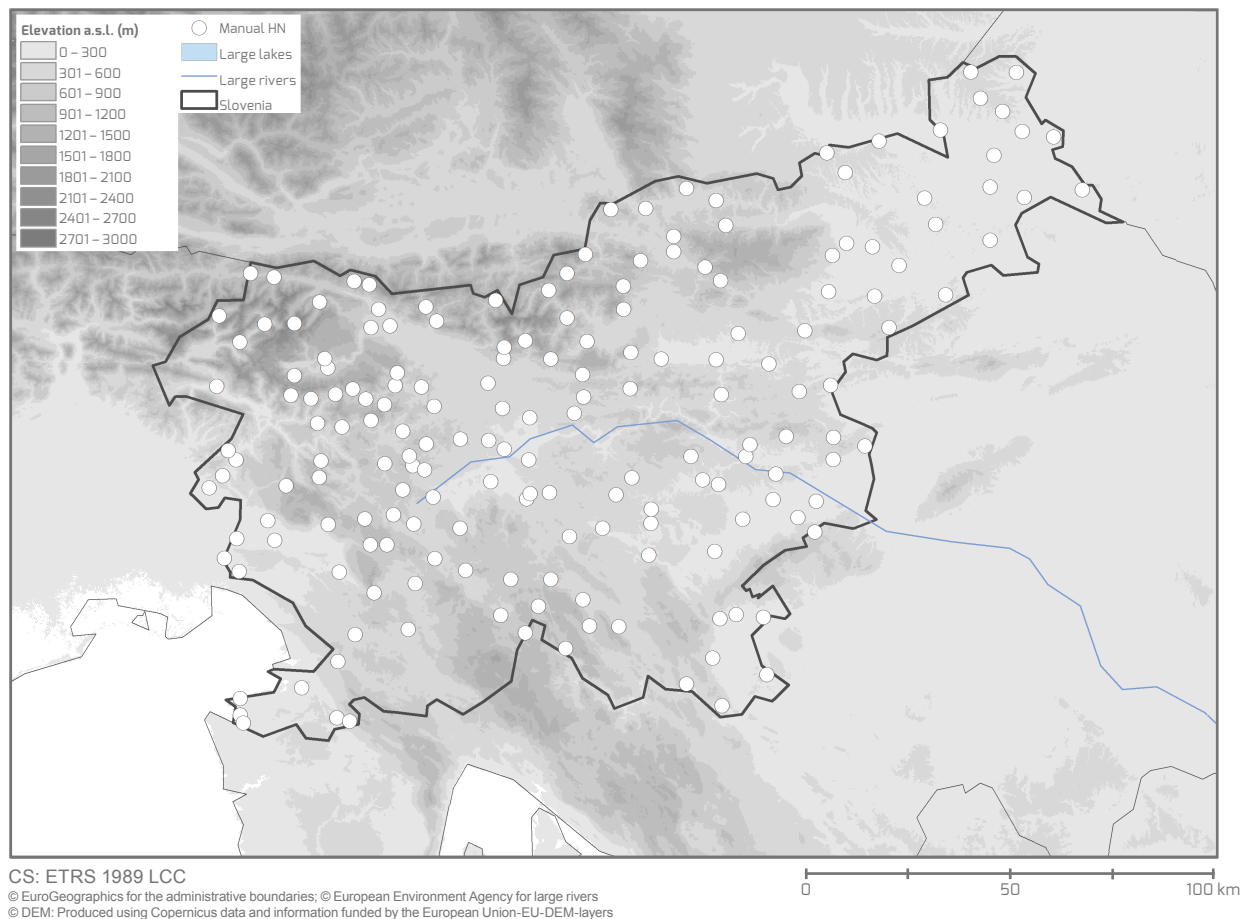 Elevation a.s.l. (m)
0 – 300
301 – 600
601 – 900
901 – 1200
1201 – 1500
1501 – 1800
1801 – 2100
2101 – 2400
2401 – 2700
2701 – 3000
Manual HN
Large lakes
Large rivers
Slovenia
CS: ETRS 1989 LCC
© EuroGeographics for the administrative boundaries; © European Environment Agency for large rivers
© DEM: Produced using Copernicus data and information funded by the European Union-EU-DEM-layers
0 50 100 km